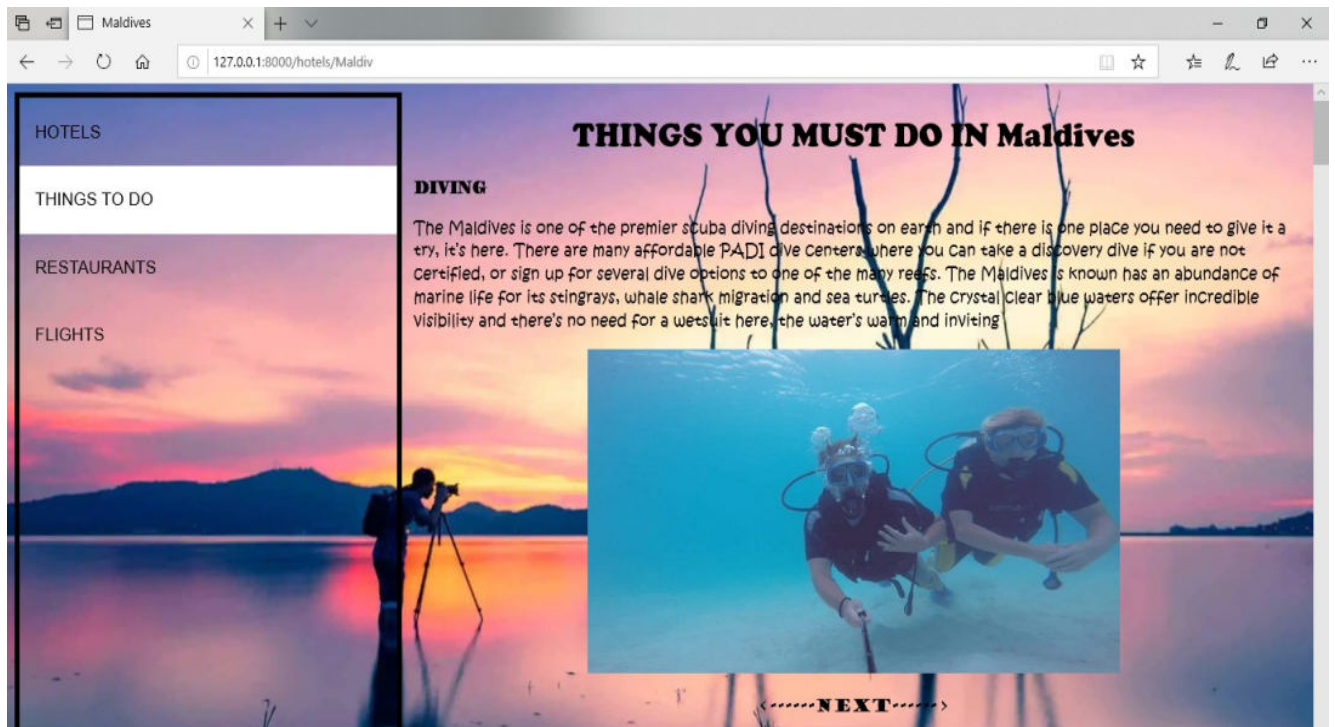 Maldives
127.0.0.1:8000/hotels/Maldiv
HOTELS
THINGS TO DO
RESTAURANTS
FLIGHTS
THINGS YOU MUST DO IN Maldives
DIVING
The Maldives is one of the premier scuba diving destinations on earth and if there is one place you need to give it a
try, it's here. There are many affordable PADI dive centers where you can take a discovery dive if you are not
certified, or sign up for several dive options to one of the many reefs. The Maldives is known has an abundance of
marine life for its stingrays, whale shark migration and sea turtles. The crystal clear blue waters offer incredible
visibility and there's no need for a wetsuit here, the water's warm and inviting
<------NEXT------>